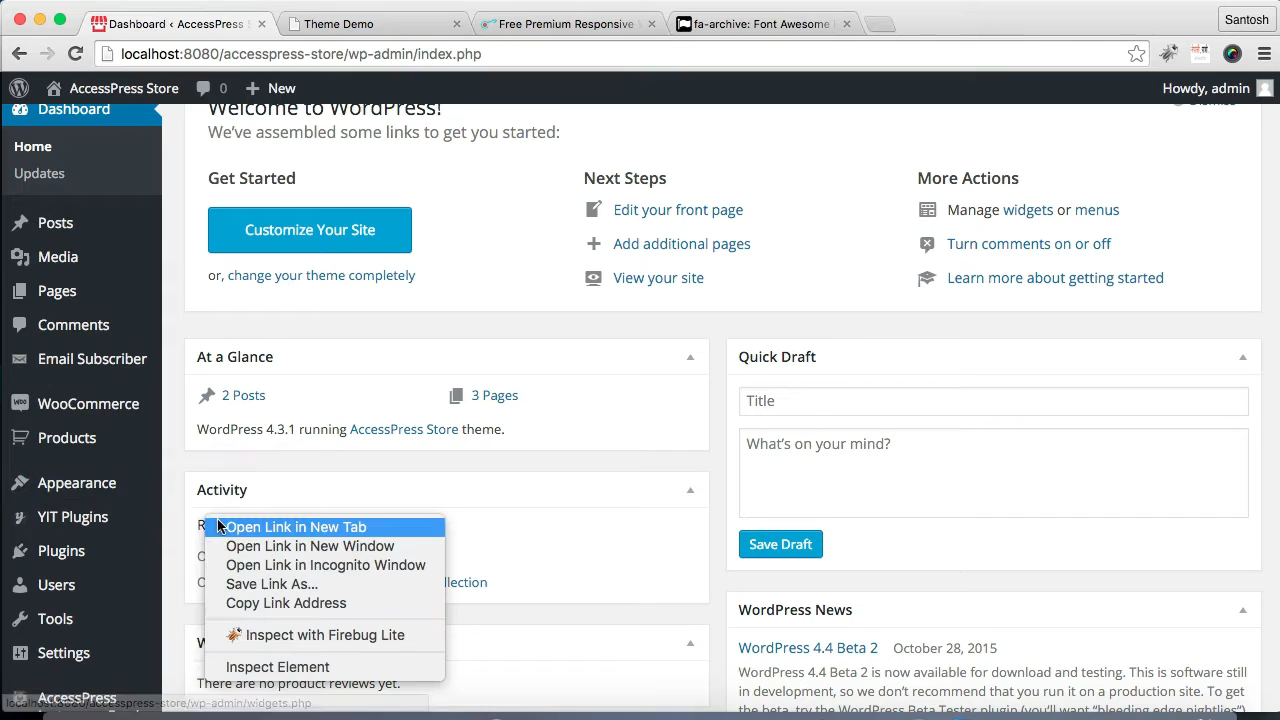 Dashboard ‹ AccessPress S
Theme Demo
Free Premium Responsive W
fa-archive: Font Awesome I
Santosh
localhost:8080/accesspress-store/wp-admin/index.php
AccessPress Store
0
New
Howdy, admin
Dashboard
Home
Updates
Posts
Media
Pages
Comments
Email Subscriber
WooCommerce
Products
Appearance
YIT Plugins
Plugins
Users
Tools
Settings
AccessPress
Welcome to WordPress!
Dismiss
We've assembled some links to get you started:
Get Started
Customize Your Site
or, change your theme completely
Next Steps
Edit your front page
Add additional pages
View your site
More Actions
Manage widgets or menus
Turn comments on or off
Learn more about getting started
At a Glance
2 Posts
3 Pages
WordPress 4.3.1 running AccessPress Store theme.
Activity
Open Link in New Tab
Open Link in New Window
Open Link in Incognito Window
Save Link As...
Copy Link Address
Inspect with Firebug Lite
Inspect Element
llection
There are no product reviews yet.
Quick Draft
Title
What's on your mind?
Save Draft
WordPress News
WordPress 4.4 Beta 2 October 28, 2015
WordPress 4.4 Beta 2 is now available for download and testing. This is software still
in development, so we don't recommend that you run it on a production site. To get
the beta, try the WordPress Beta Tester plugin (you'll want "bleeding edge nightlies")
localhost:8080/accesspress-store/wp-admin/widgets.php